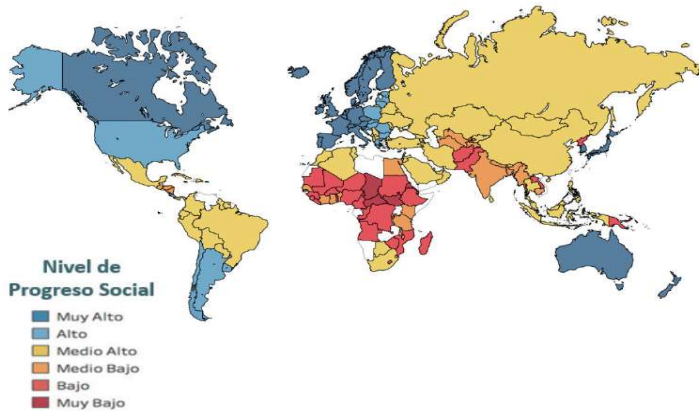 Nivel de
Progreso Social
Muy Alto
Alto
Medio Alto
Medio Bajo
Bajo
Muy Bajo